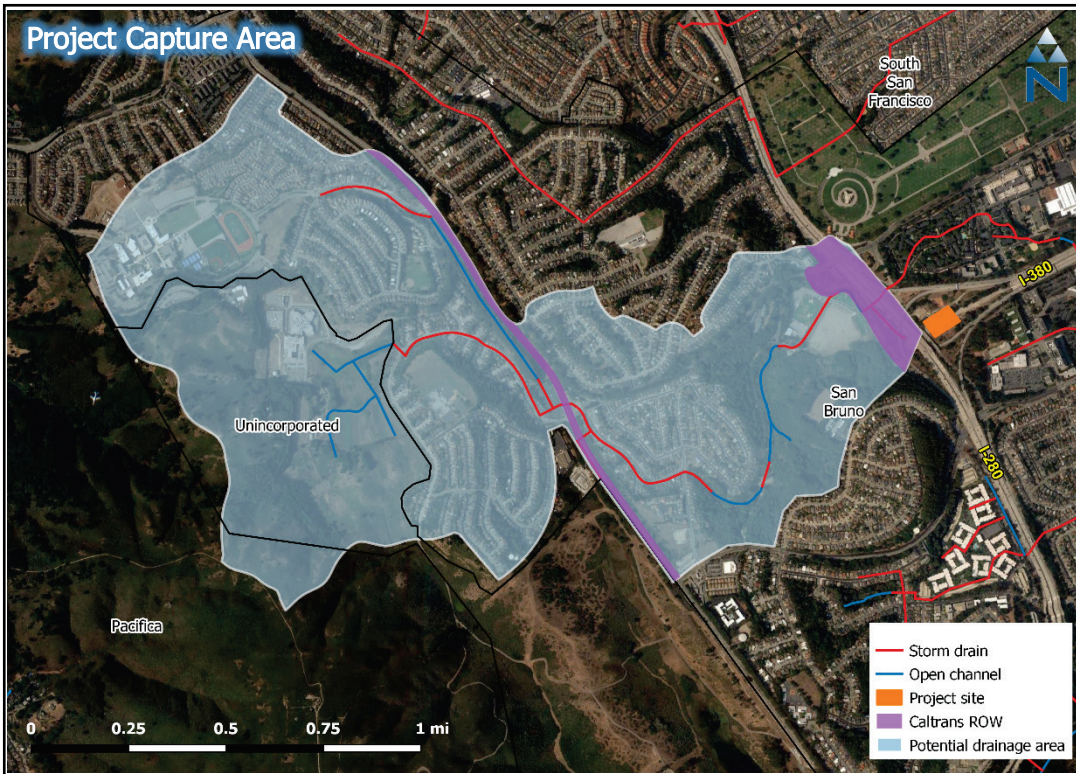 Project Capture Area
N
South
San
Francisco
I-380
San
Bruno
Unincorporated
I-280
Pacifica
Storm drain
Open channel
Project site
Caltrans ROW
Potential drainage area
0 0.25 0.5 0.75 1 mi